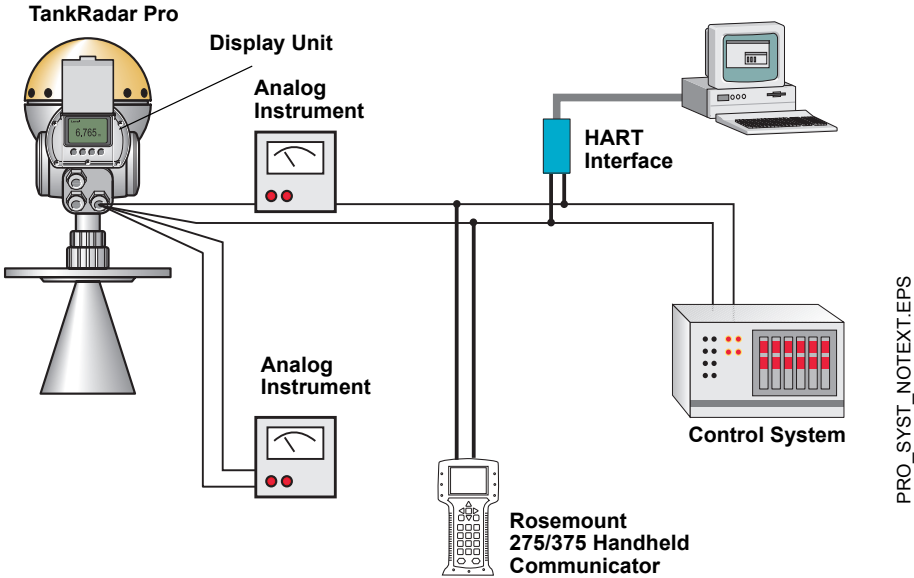 TankRadar Pro
Display Unit
Analog
Instrument
6,765
HART
Interface
Analog
Instrument
Control System
Rosemount
275/375 Handheld
Communicator
PRO_SYST_NOTEXT.EPS